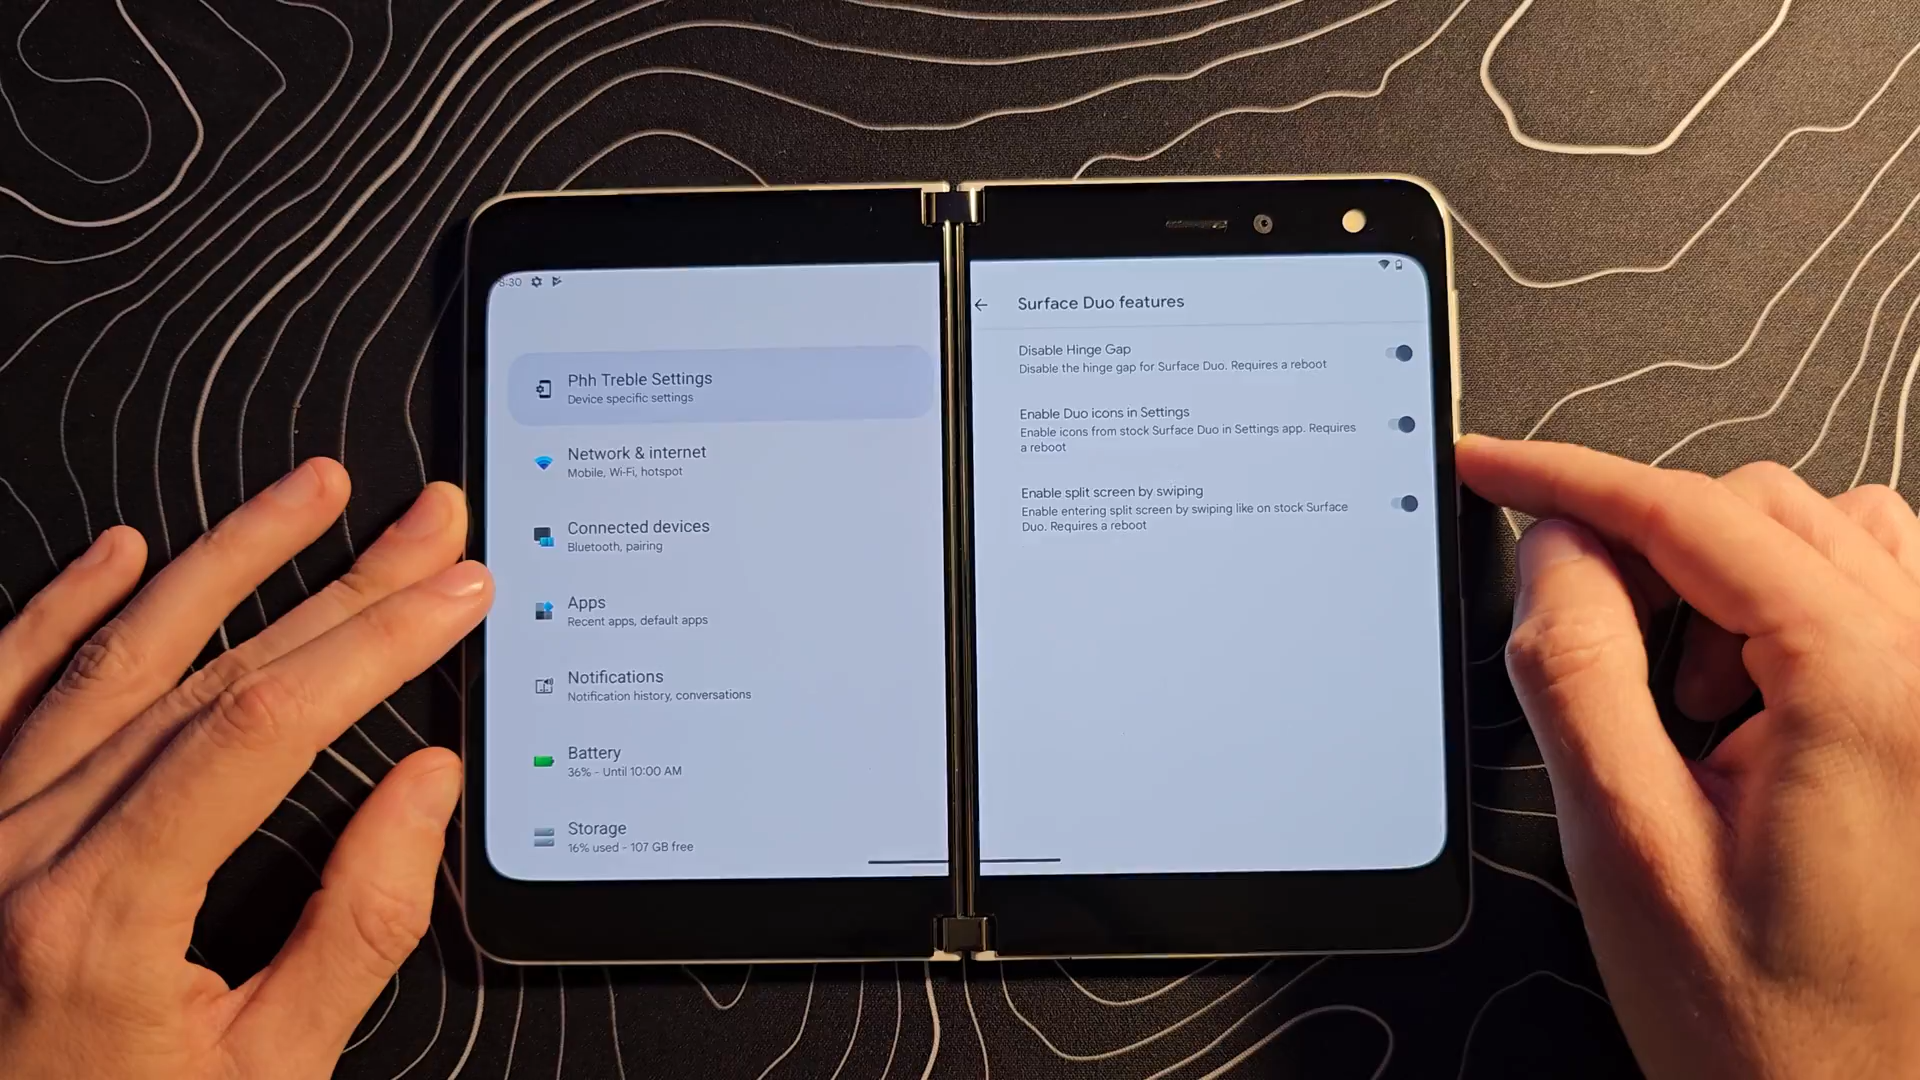 8:30
Phh Treble Settings
Device specific settings
Network & internet
Mobile, Wi-Fi, hotspot
Connected devices
Bluetooth, pairing
Apps
Recent apps, default apps
Notifications
Notification history, conversations
Battery
36% - Until 10:00 AM
Storage
16% used - 107 GB free
Surface Duo features
Disable Hinge Gap
Disable the hinge gap for Surface Duo. Requires a reboot
Enable Duo icons in Settings
Enable icons from stock Surface Duo in Settings app. Requires
a reboot
Enable split screen by swiping
Enable entering split screen by swiping like on stock Surface
Duo. Requires a reboot